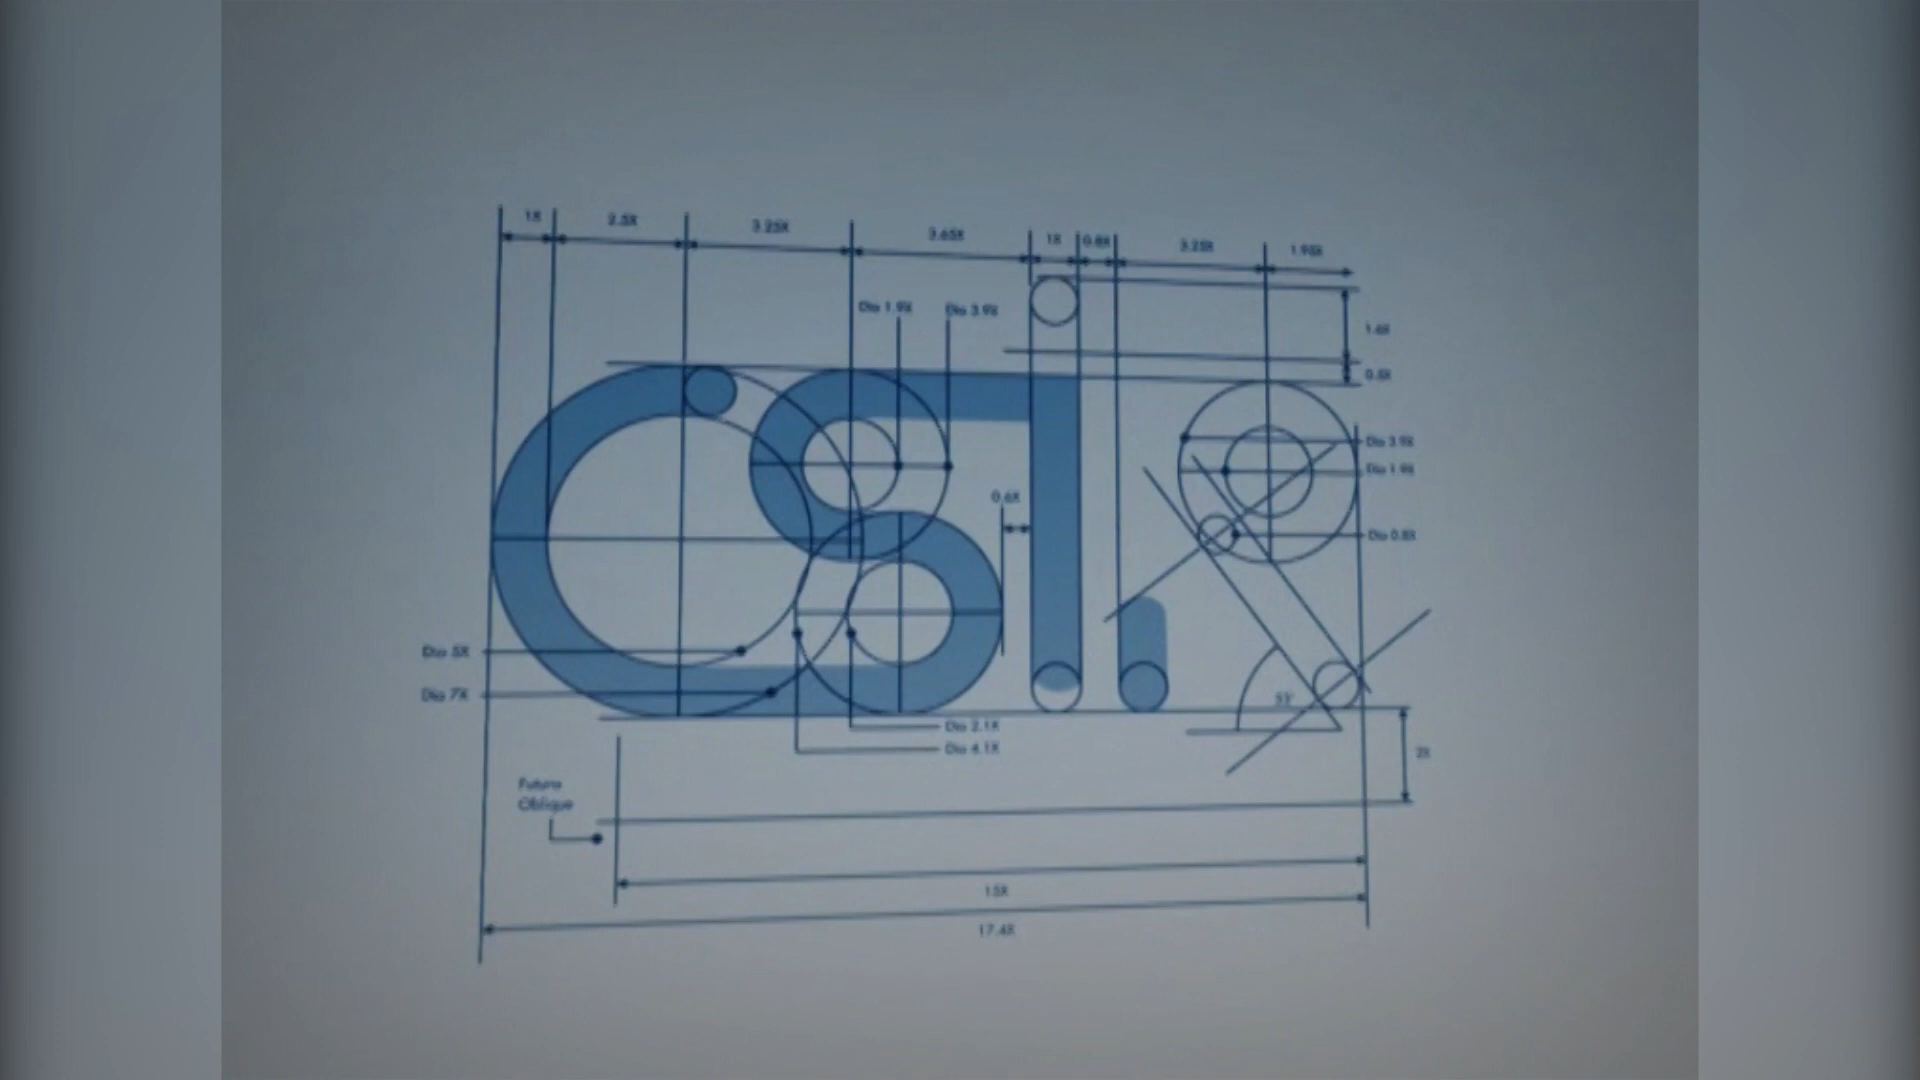 1X 2.5X 3.25X 3.65X 1X 0.8X 3.25X 1.95X
Dia 1.9X Dia 3.9X
1.6X
0.5X
CSIR
Dia 3.9X
Dia 1.9X
0.6X
Dia 0.8X
Dia 5X
Dia 7X
Dia 2.1X
Dia 4.1X
2X
Futura
Oblique
15X
17.4X